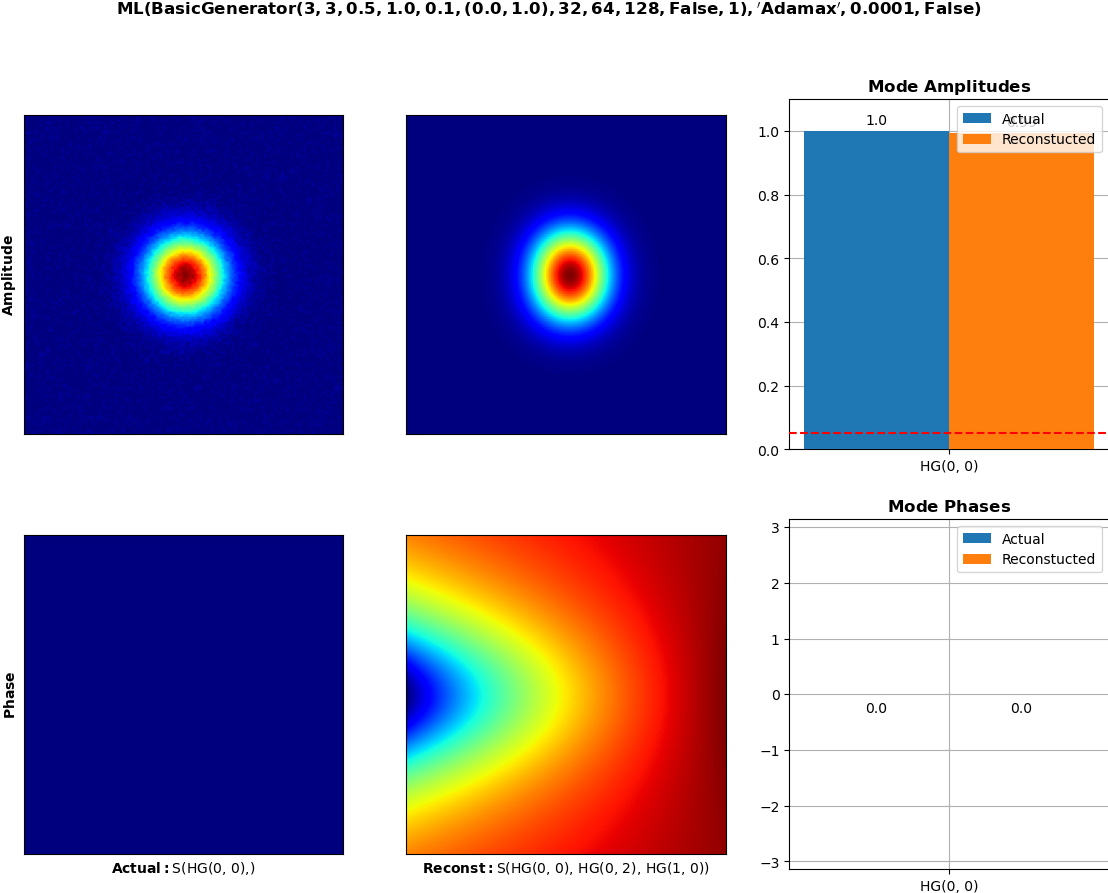 ML(BasicGenerator(3, 3, 0.5, 1.0, 0.1, (0.0, 1.0), 32, 64, 128, False, 1), ′Adamax′, 0.0001, False)
Mode Amplitudes
Amplitude
1.0
Actual
Reconstucted
1.0
0.8
0.6
0.4
0.2
0.0
HG(0, 0)
Mode Phases
Phase
Actual
Reconstucted
3
2
1
0
−1
−2
−3
0.0
0.0
HG(0, 0)
Actual: S(HG(0, 0),)
Reconst: S(HG(0, 0), HG(0, 2), HG(1, 0))